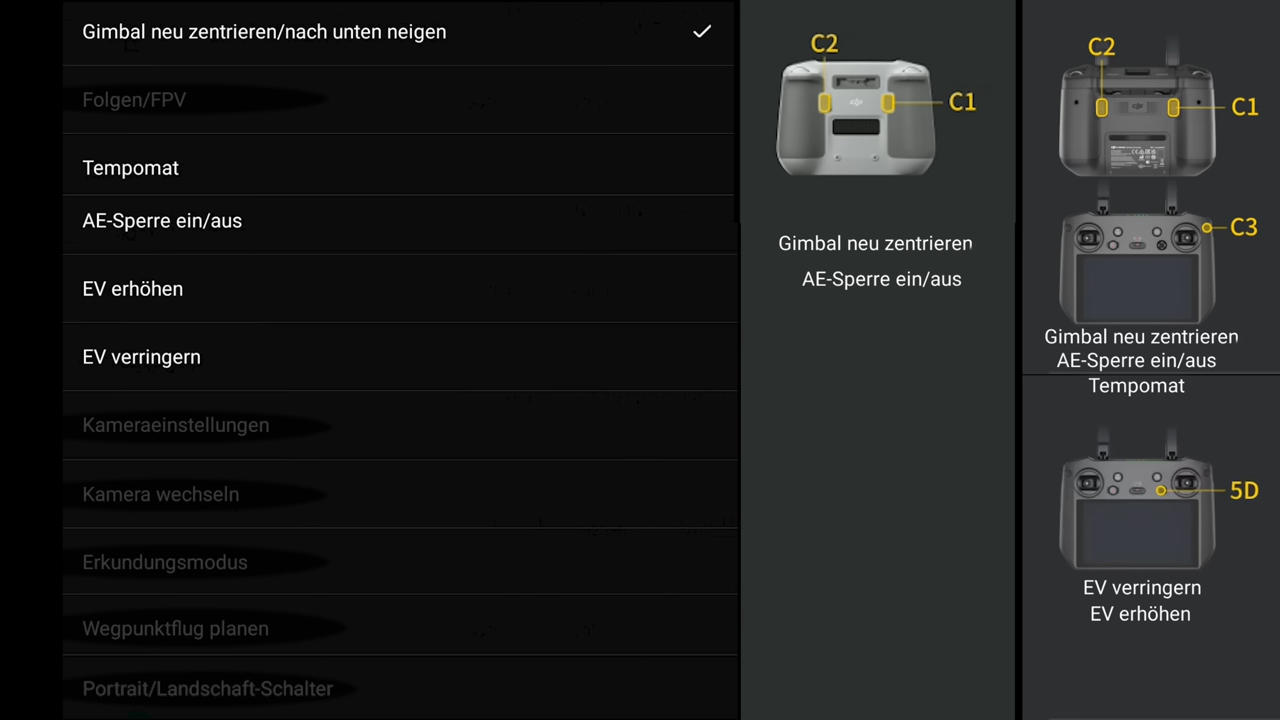 Gimbal neu zentrieren/nach unten neigen
Folgen/FPV
Tempomat
AE-Sperre ein/aus
EV erhöhen
EV verringern
Kameraeinstellungen
Kamera wechseln
Erkundungsmodus
Wegpunktflug planen
Portrait/Landschaft-Schalter
C2
C1
Gimbal neu zentrieren
AE-Sperre ein/aus
C2
C1
C3
Gimbal neu zentrieren
AE-Sperre ein/aus
Tempomat
5D
EV verringern
EV erhöhen